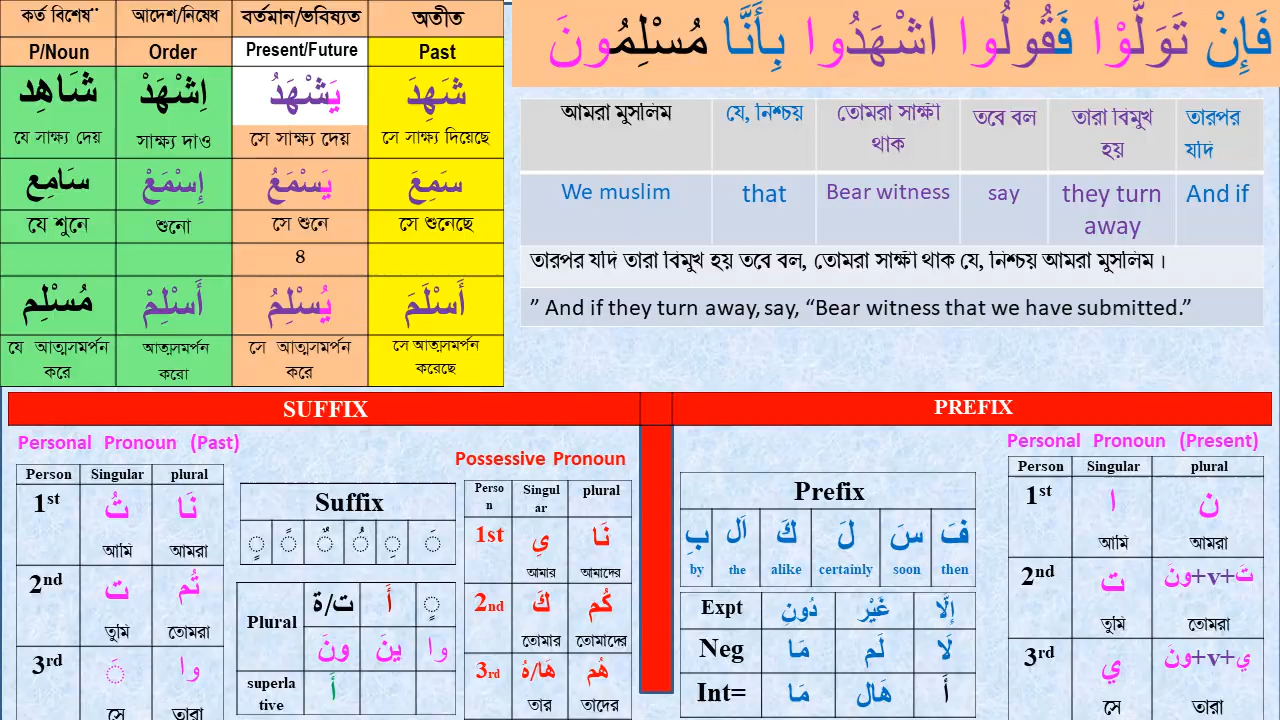 কর্ত বিশেষ্ আদেশ/নিষেধ বর্তমান/ভবিষ্যত অতীত
P/Noun Order Present/Future Past
شَاهِد اِشْهَدْ يَشْهَدُ شَهِدَ
যে সাক্ষ্য দেয় সাক্ষ্য দাও সে সাক্ষ্য দেয় সে সাক্ষ্য দিয়েছে
سَامِع إِسْمَعْ يَسْمَعُ سَمِعَ
যে শুনে শুনো সে শুনে সে শুনেছে
৪
مُسْلِم أَسْلِمْ يُسْلِمُ أَسْلَمَ
যে আত্মসমর্পন করে আত্মসমর্পন করো সে আত্মসমর্পন করে সে আত্মসমর্পন করেছে
فَإِنْ تَوَلَّوْا فَقُولُوا اشْهَدُوا بِأَنَّا مُسْلِمُونَ
আমরা মুসলিম যে, নিশ্চয় তোমরা সাক্ষী থাক তবে বল তারা বিমুখ হয় তারপর যদি
We muslim that Bear witness say they turn away And if
তারপর যদি তারা বিমুখ হয় তবে বল, তোমরা সাক্ষী থাক যে, নিশ্চয় আমরা মুসলিম।
” And if they turn away, say, “Bear witness that we have submitted.”
SUFFIX
Personal Pronoun (Past)
Person Singular plural
1st تُ نَا
আমি আমরা
2nd ت تُم
তুমি তোমরা
3rd َ وا
সে তারা
Suffix
ٍ ً ٌ ُ ِ َ
Plural ة/ت أَ ٍ
ونَ ينَ وا
superlative أَ
Possessive Pronoun
Person Singular plural
1st يِ نَا
আমার আমাদের
2nd كَ كُم
তোমার তোমাদের
3rd هَا/هُ هُم
তার তাদের
PREFIX
Prefix
بِ اَل كَ لَ سَ فَ
by the alike certainly soon then
Expt دُونِ غَيْر إِلَّا
Neg مَا لَم لَا
Int= مَا هَال أَ
Personal Pronoun (Present)
Person Singular plural
1st ا ن
আমি আমরা
2nd ت تَ+v+ونَ
তুমি তোমরা
3rd ي ي+v+ونَ
সে তারা